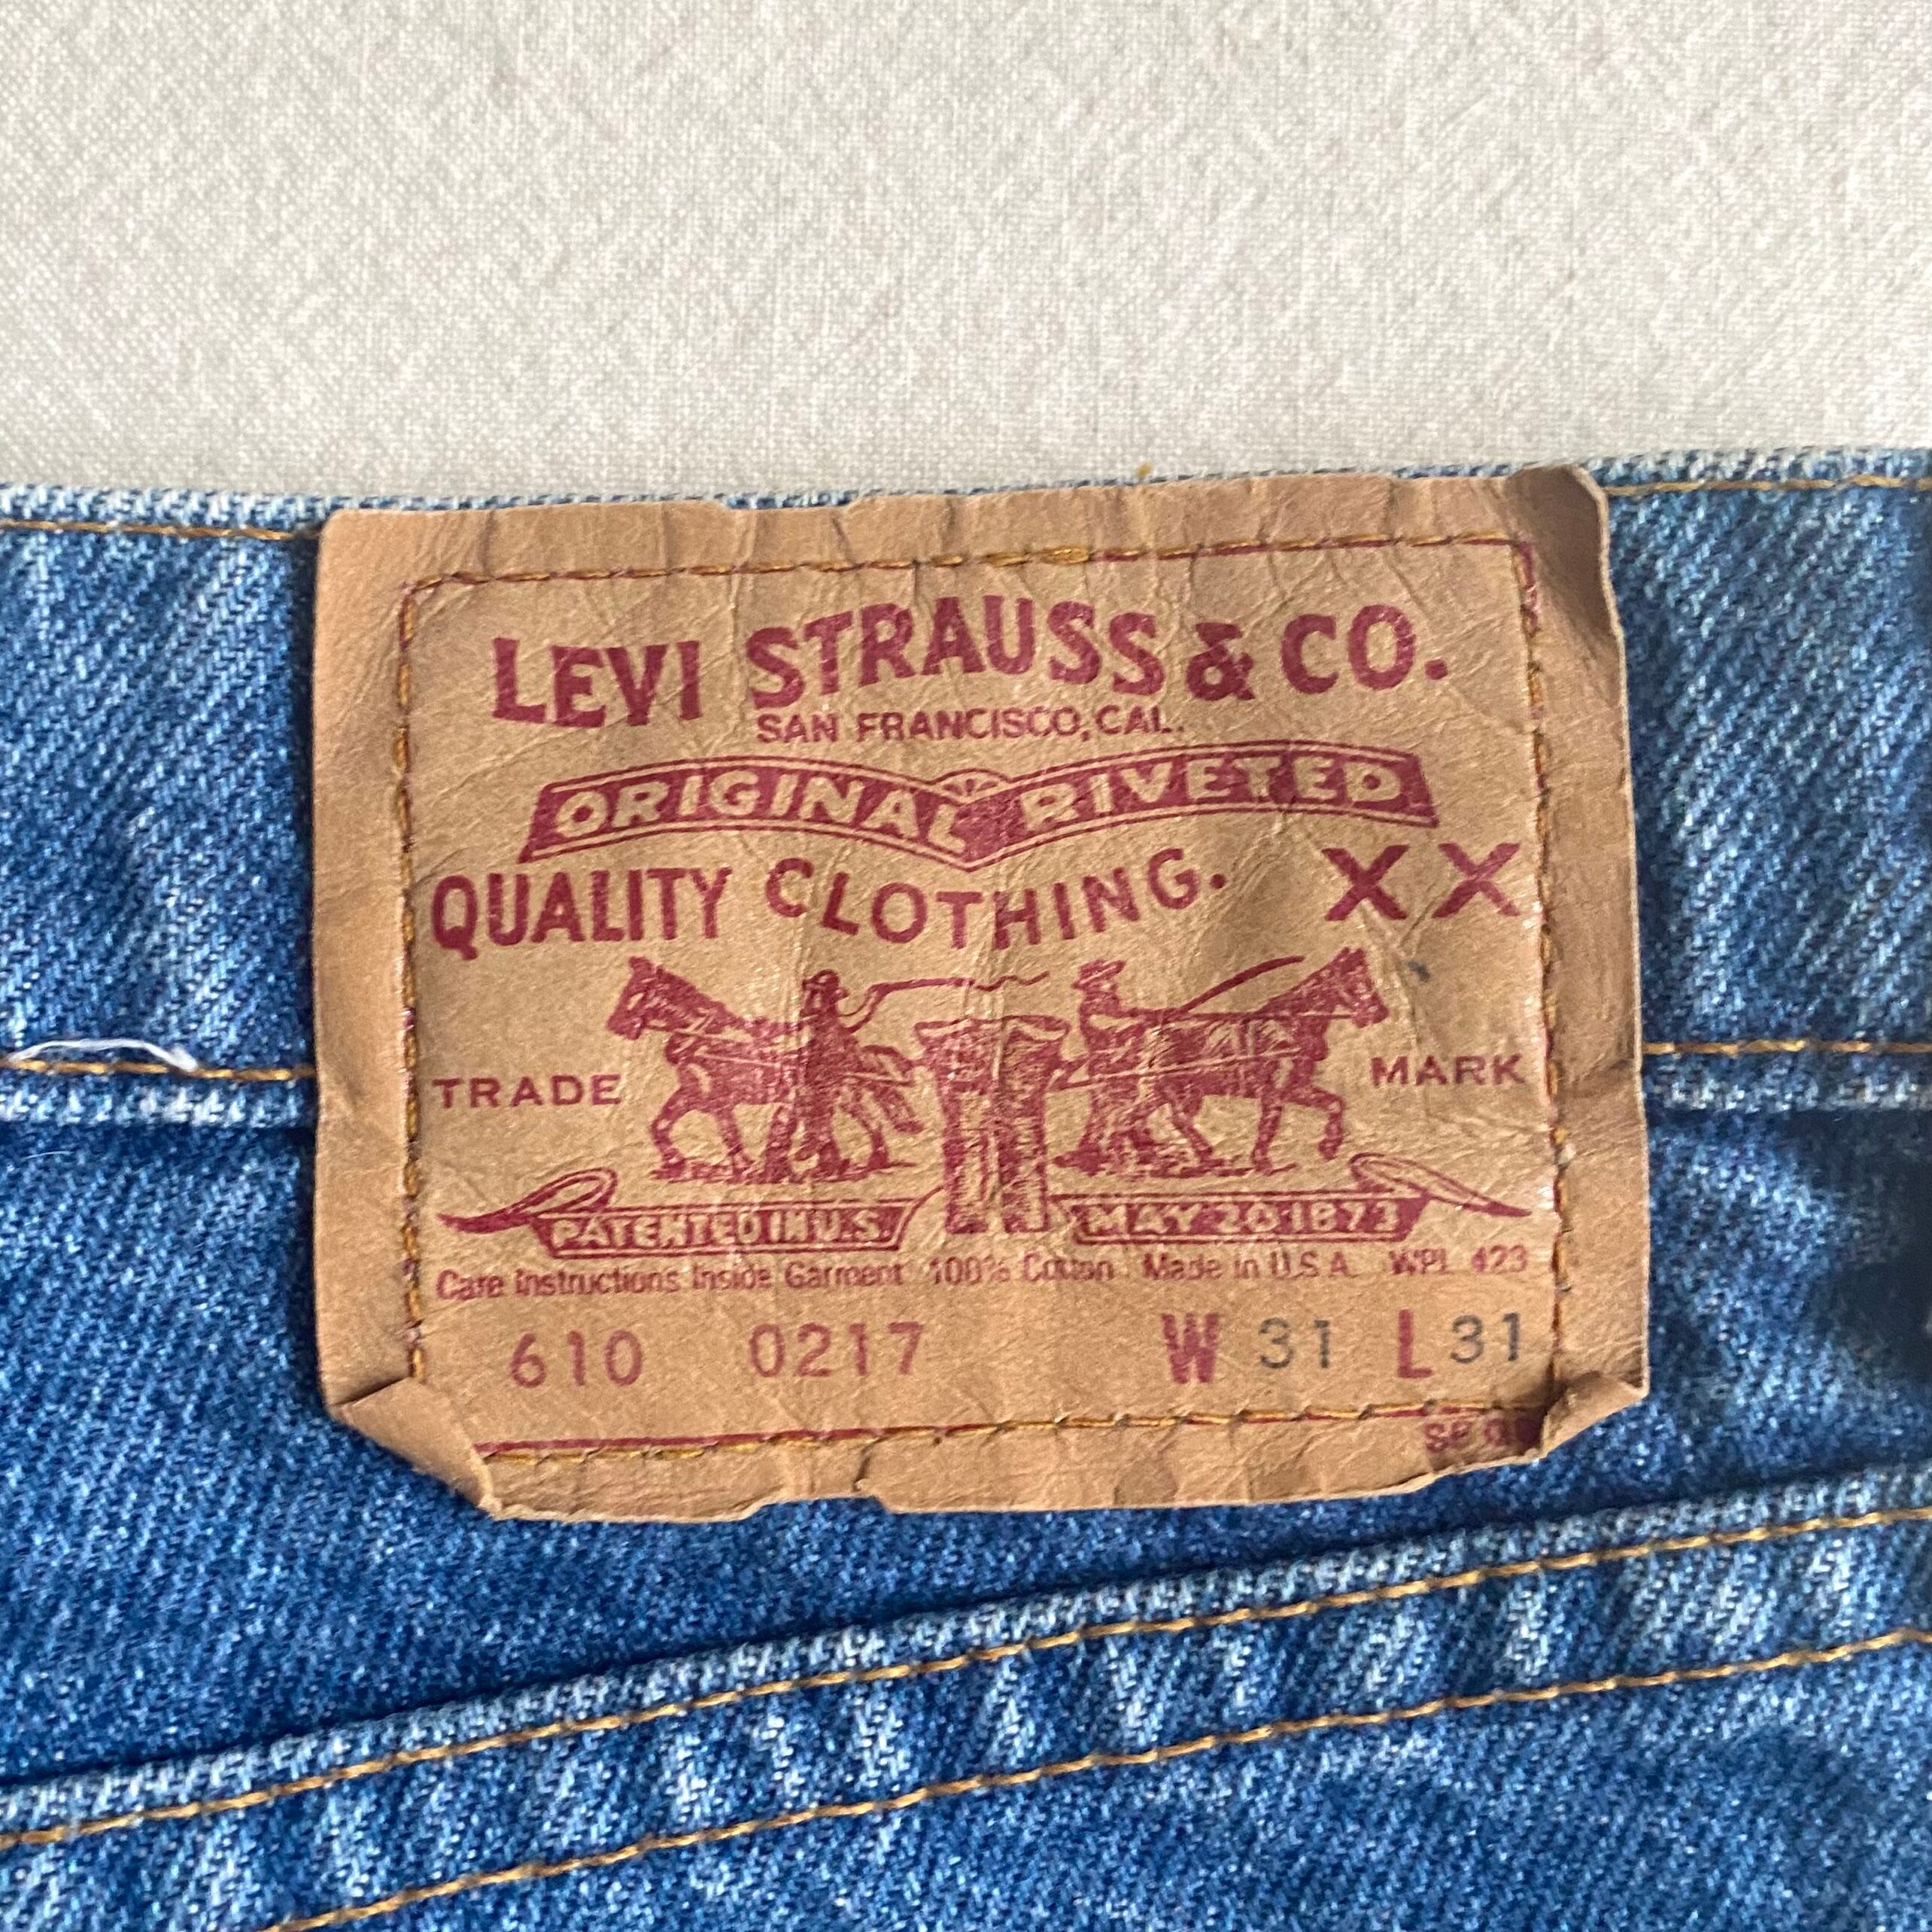 LEVI STRAUSS & CO.
SAN FRANCISCO, CAL.
ORIGINAL RIVETED
QUALITY CLOTHING. XX
TRADE MARK
PATENTED IN U.S. MAY 20 1873
Care Instructions Inside Garment 100% Cotton Made in U.S.A. WPL 423
610 0217 W 31 L 31